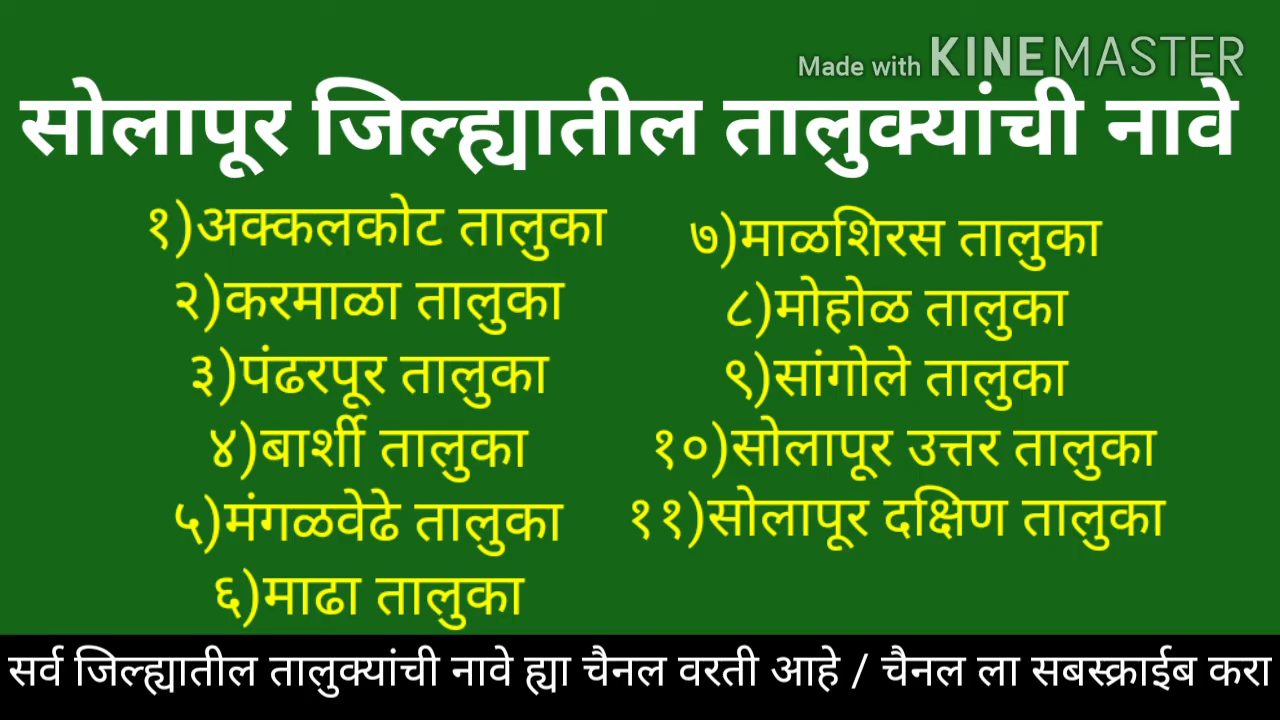 Made with KINEMASTER
सोलापूर जिल्ह्यातील तालुक्यांची नावे
१)अक्कलकोट तालुका
२)करमाळा तालुका
३)पंढरपूर तालुका
४)बार्शी तालुका
५)मंगळवेढे तालुका
६)माढा तालुका
७)माळशिरस तालुका
८)मोहोळ तालुका
९)सांगोले तालुका
१०)सोलापूर उत्तर तालुका
११)सोलापूर दक्षिण तालुका
सर्व जिल्ह्यातील तालुक्यांची नावे ह्या चैनल वरती आहे / चैनल ला सबस्क्राईब करा